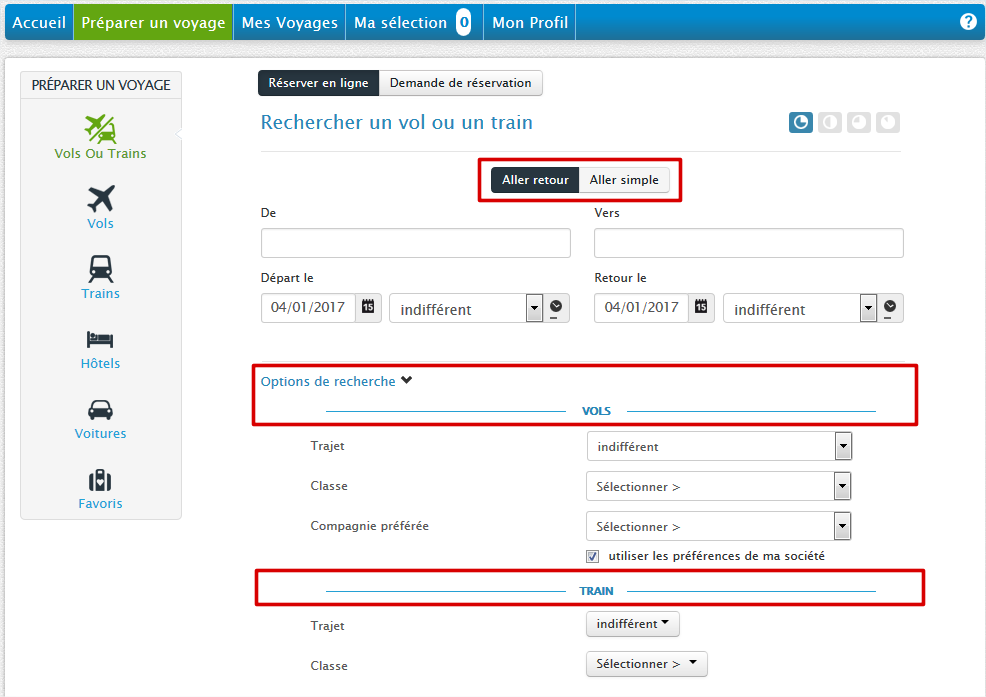 Accueil Préparer un voyage Mes Voyages Ma sélection 0 Mon Profil ?
PRÉPARER UN VOYAGE
Vols Ou Trains
Vols
Trains
Hôtels
Voitures
Favoris
Réserver en ligne Demande de réservation
Rechercher un vol ou un train
Aller retour Aller simple
De Vers
Départ le Retour le
04/01/2017 15 indifférent 04/01/2017 15 indifférent
Options de recherche
VOLS
Trajet indifférent
Classe Sélectionner >
Compagnie préférée Sélectionner >
utiliser les préférences de ma société
TRAIN
Trajet indifférent
Classe Sélectionner >